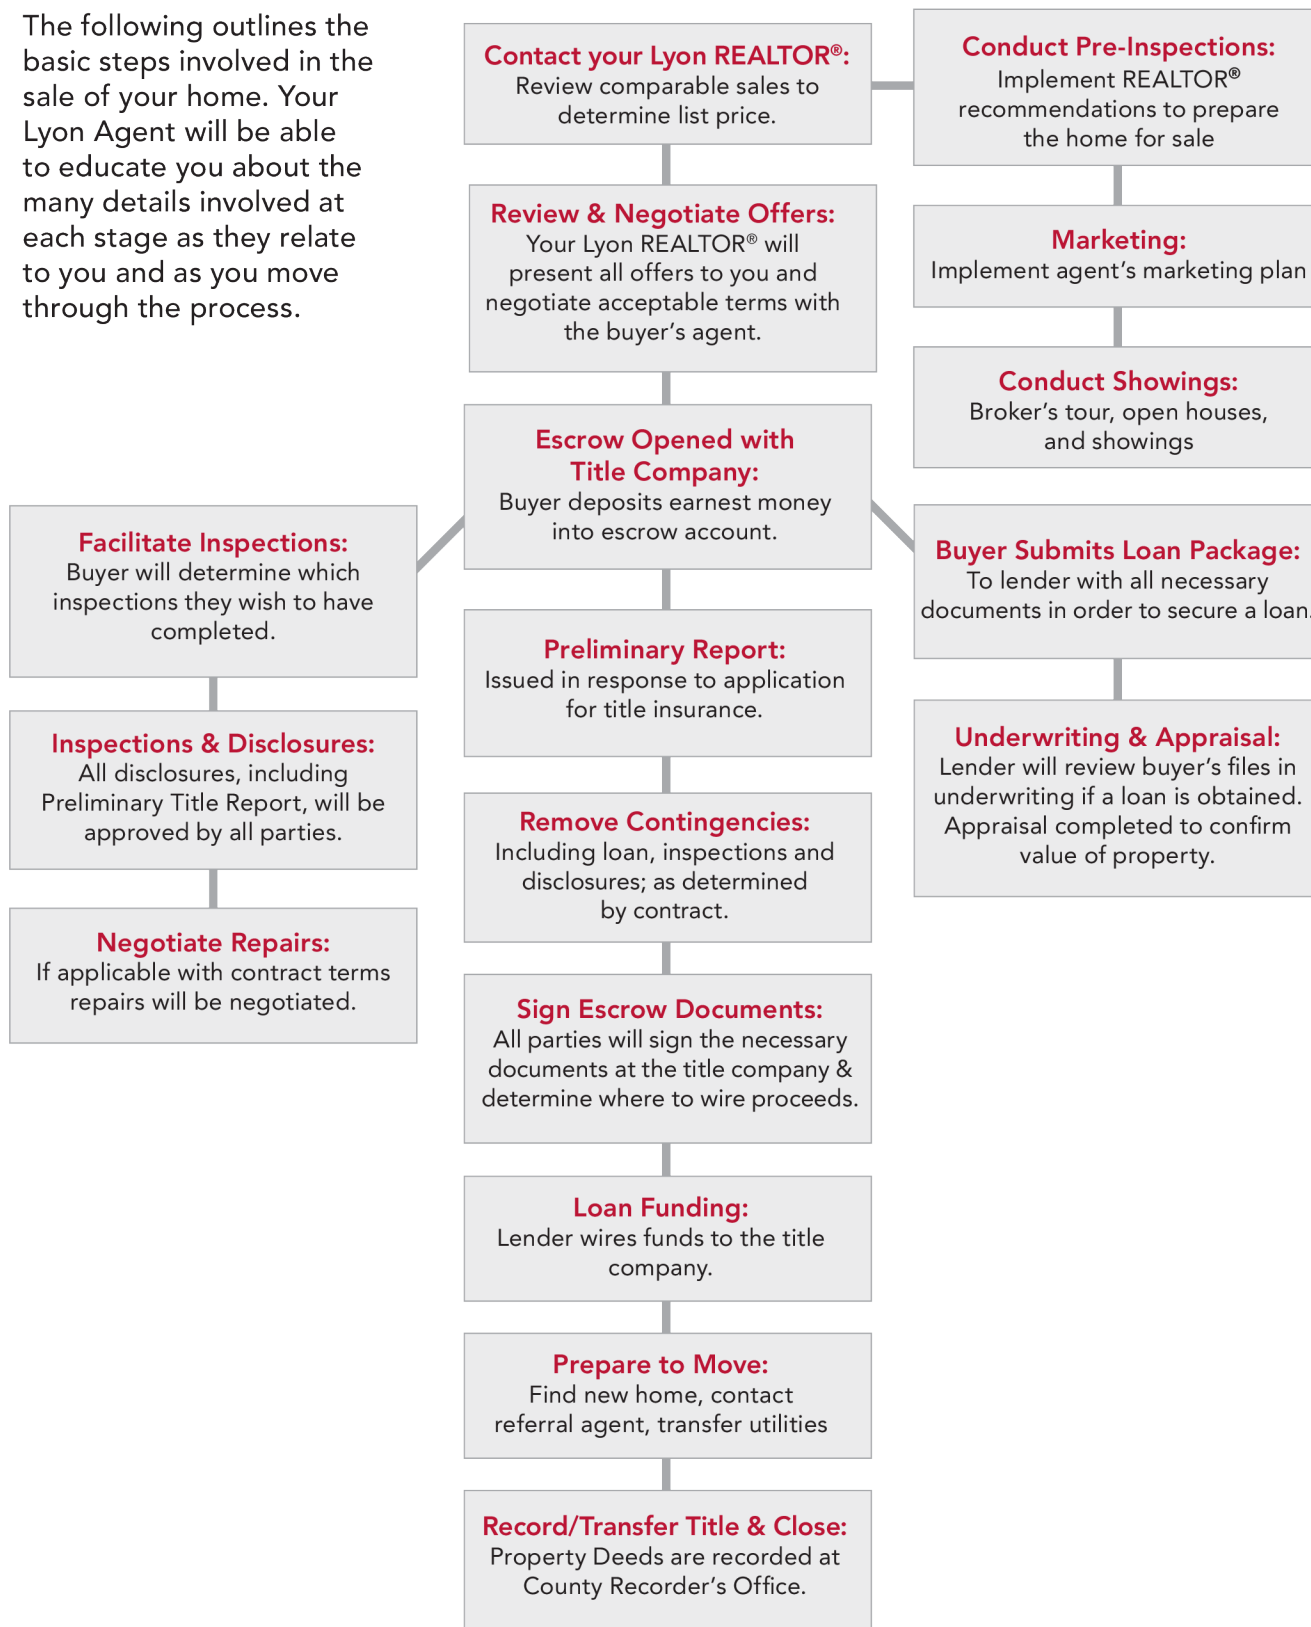 The following outlines the
basic steps involved in the
sale of your home. Your
Lyon Agent will be able
to educate you about the
many details involved at
each stage as they relate
to you and as you move
through the process.
Contact your Lyon REALTOR®:
Review comparable sales to
determine list price.
Conduct Pre-Inspections:
Implement REALTOR®
recommendations to prepare
the home for sale
Review & Negotiate Offers:
Your Lyon REALTOR® will
present all offers to you and
negotiate acceptable terms with
the buyer’s agent.
Marketing:
Implement agent’s marketing plan
Conduct Showings:
Broker’s tour, open houses,
and showings
Escrow Opened with
Title Company:
Buyer deposits earnest money
into escrow account.
Facilitate Inspections:
Buyer will determine which
inspections they wish to have
completed.
Buyer Submits Loan Package:
To lender with all necessary
documents in order to secure a loan.
Preliminary Report:
Issued in response to application
for title insurance.
Inspections & Disclosures:
All disclosures, including
Preliminary Title Report, will be
approved by all parties.
Underwriting & Appraisal:
Lender will review buyer’s files in
underwriting if a loan is obtained.
Appraisal completed to confirm
value of property.
Remove Contingencies:
Including loan, inspections and
disclosures; as determined
by contract.
Negotiate Repairs:
If applicable with contract terms
repairs will be negotiated.
Sign Escrow Documents:
All parties will sign the necessary
documents at the title company &
determine where to wire proceeds.
Loan Funding:
Lender wires funds to the title
company.
Prepare to Move:
Find new home, contact
referral agent, transfer utilities
Record/Transfer Title & Close:
Property Deeds are recorded at
County Recorder’s Office.